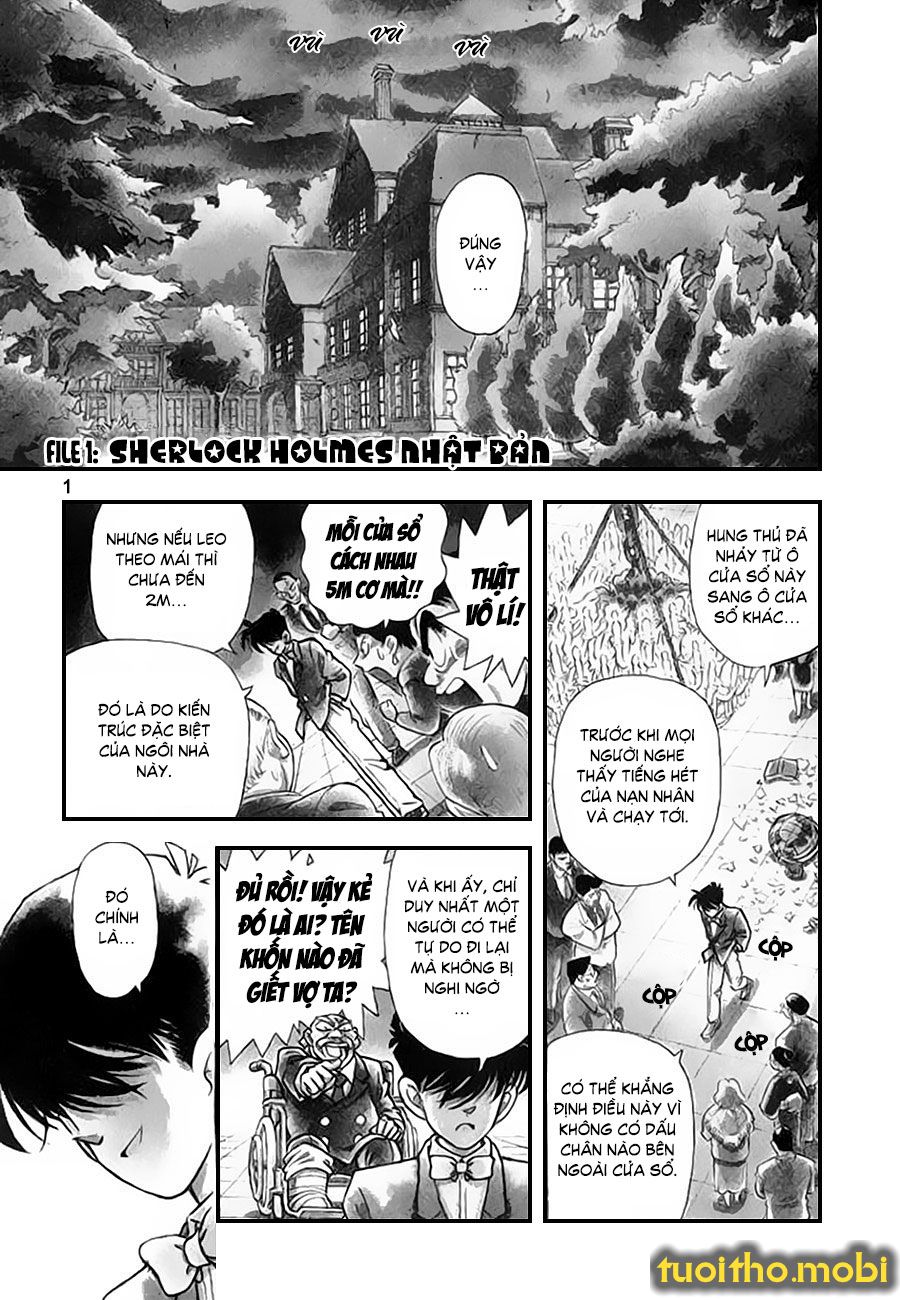 VÙ
VÙ
VÙ
ĐÚNG
VẬY
...
FILE 1: SHERLOCK HOLMES NHẬT BẢN
1
HUNG THỦ ĐÃ
NHẢY TỪ Ô
CỬA SỔ NÀY
SANG Ô CỬA
SỔ KHÁC...
TRƯỚC KHI MỌI
NGƯỜI NGHE
THẤY TIẾNG HÉT
CỦA NẠN NHÂN
VÀ CHẠY TỚI.
CỘP
CỘP
CỘP
CÓ THỂ KHẲNG
ĐỊNH ĐIỀU NÀY VÌ
KHÔNG CÓ DẤU
CHÂN NÀO BÊN
NGOÀI CỬA SỔ.
THẬT
VÔ LÍ!
MỖI CỬA SỔ
CÁCH NHAU
5M CƠ MÀ!!
NHƯNG NẾU LEO
THEO MÁI THÌ
CHƯA ĐẾN
2M...
ĐÓ LÀ DO KIẾN
TRÚC ĐẶC BIỆT
CỦA NGÔI NHÀ
NÀY.
VÀ KHI ẤY, CHỈ
DUY NHẤT MỘT
NGƯỜI CÓ THỂ
TỰ DO ĐI LẠI
MÀ KHÔNG BỊ
NGHI NGỜ
...
ĐỦ RỒI! VẬY KẺ
ĐÓ LÀ AI? TÊN
KHỐN NÀO ĐÃ
GIẾT VỢ TA?
ĐÓ
CHÍNH
LÀ...
tuoitho.mobi